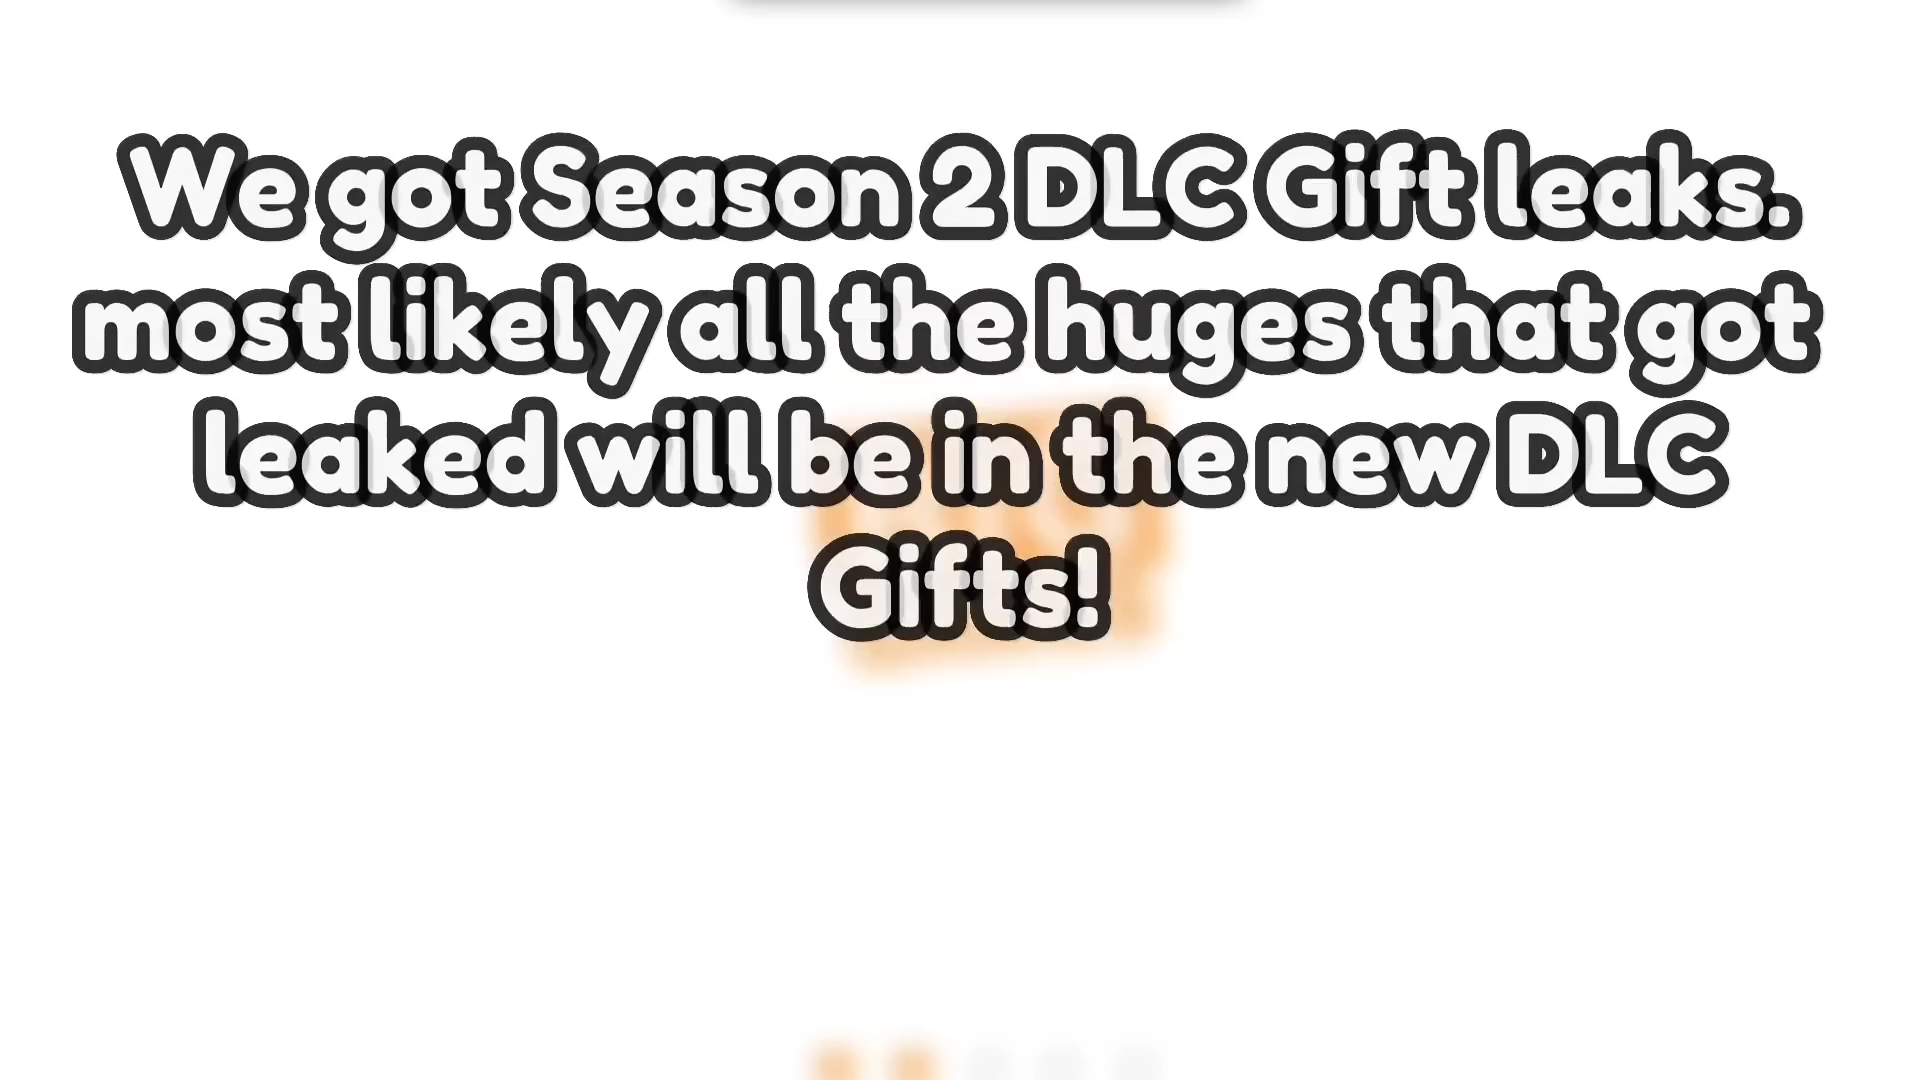 We got Season 2 DLC Gift leaks.
most likely all the huges that got
leaked will be in the new DLC
Gifts!